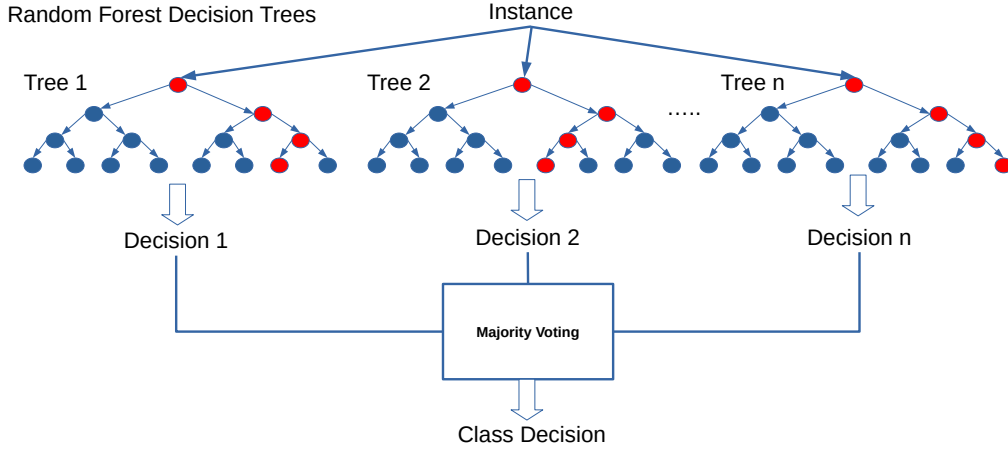 Random Forest Decision Trees
Instance
Tree 1
Tree 2
.....
Tree n
Decision 1
Decision 2
Decision n
Majority Voting
Class Decision